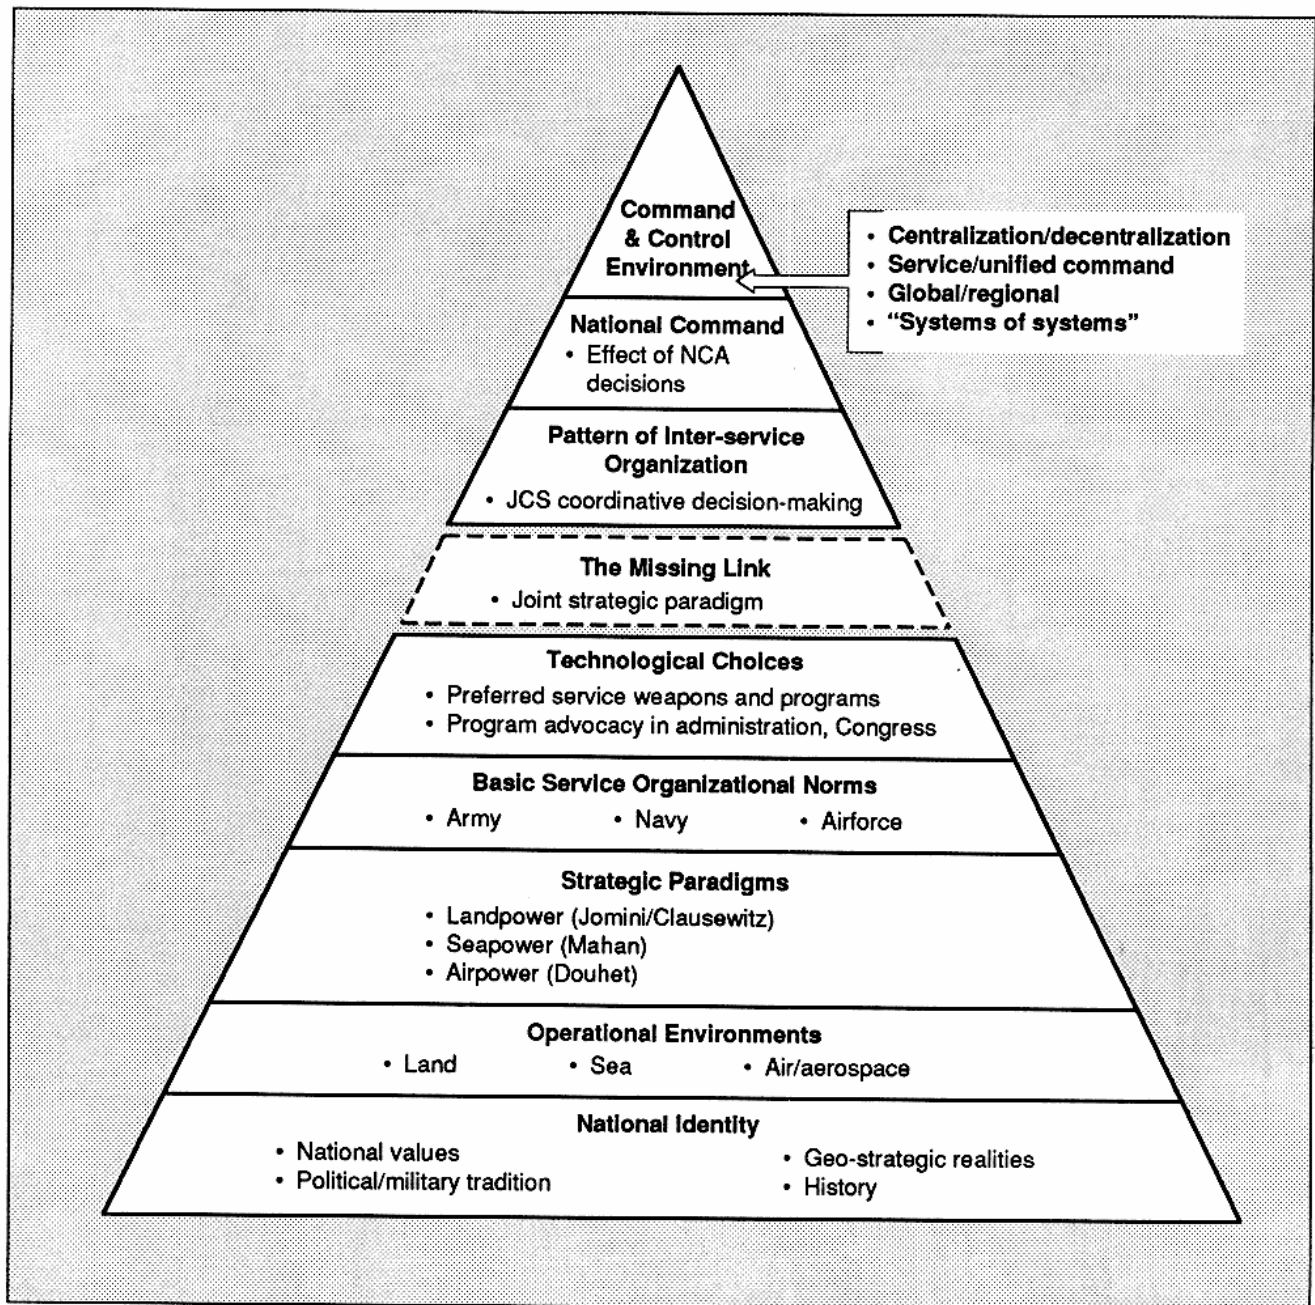 Command
& Control
Environment
• Centralization/decentralization
• Service/unified command
• Global/regional
• “Systems of systems”
National Command
• Effect of NCA
decisions
Pattern of Inter-service
Organization
• JCS coordinative decision-making
The Missing Link
• Joint strategic paradigm
Technological Choices
• Preferred service weapons and programs
• Program advocacy in administration, Congress
Basic Service Organizational Norms
• Army • Navy • Airforce
Strategic Paradigms
• Landpower (Jomini/Clausewitz)
• Seapower (Mahan)
• Airpower (Douhet)
Operational Environments
• Land • Sea • Air/aerospace
National Identity
• National values • Geo-strategic realities
• Political/military tradition • History